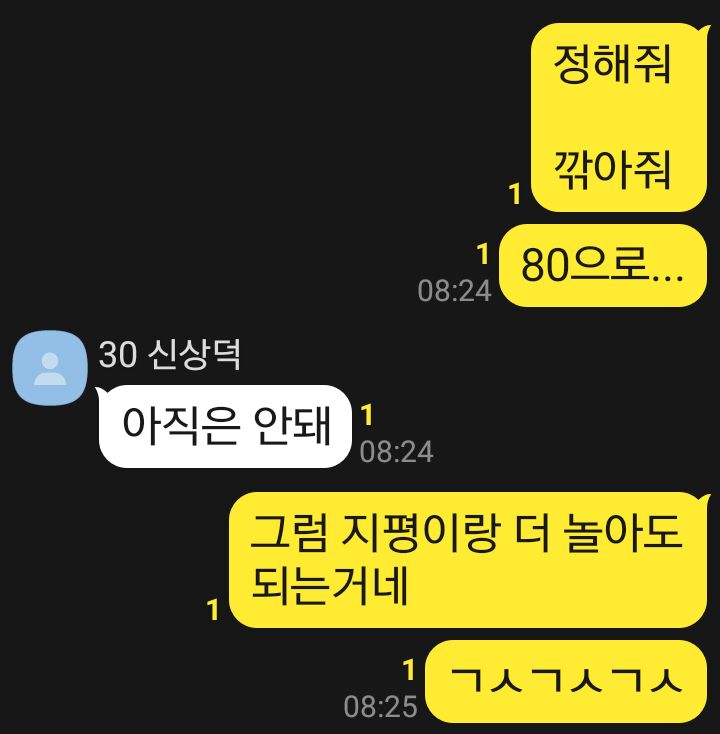 정해줘
깎아줘
1
1
08:24
80으로...
30 신상덕
아직은 안돼
1
08:24
그럼 지평이랑 더 놀아도
되는거네
1
1
08:25
ㄱㅅㄱㅅㄱㅅ